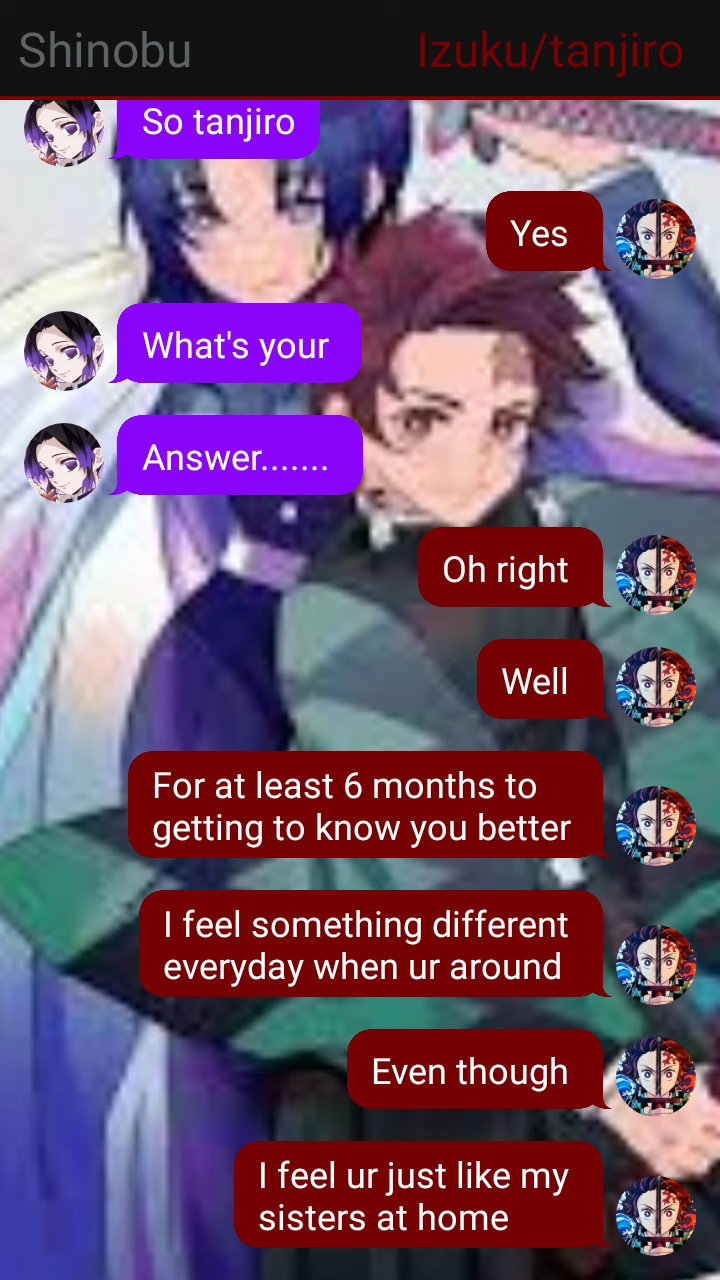 Shinobu
Izuku/tanjiro
So tanjiro
Yes
What's your
Answer.......
Oh right
Well
For at least 6 months to
getting to know you better
I feel something different
everyday when ur around
Even though
I feel ur just like my
sisters at home